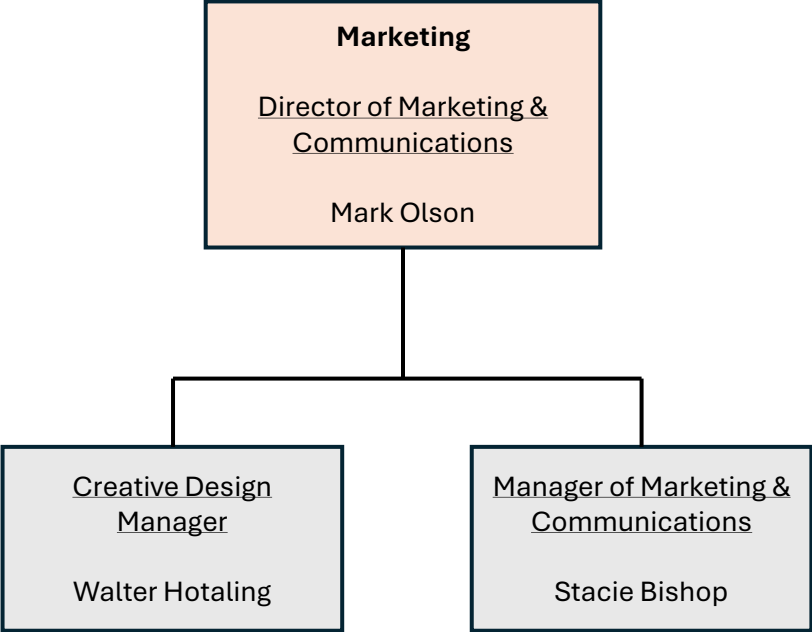 Marketing
Director of Marketing &
Communications
Mark Olson
Creative Design
Manager
Walter Hotaling
Manager of Marketing &
Communications
Stacie Bishop